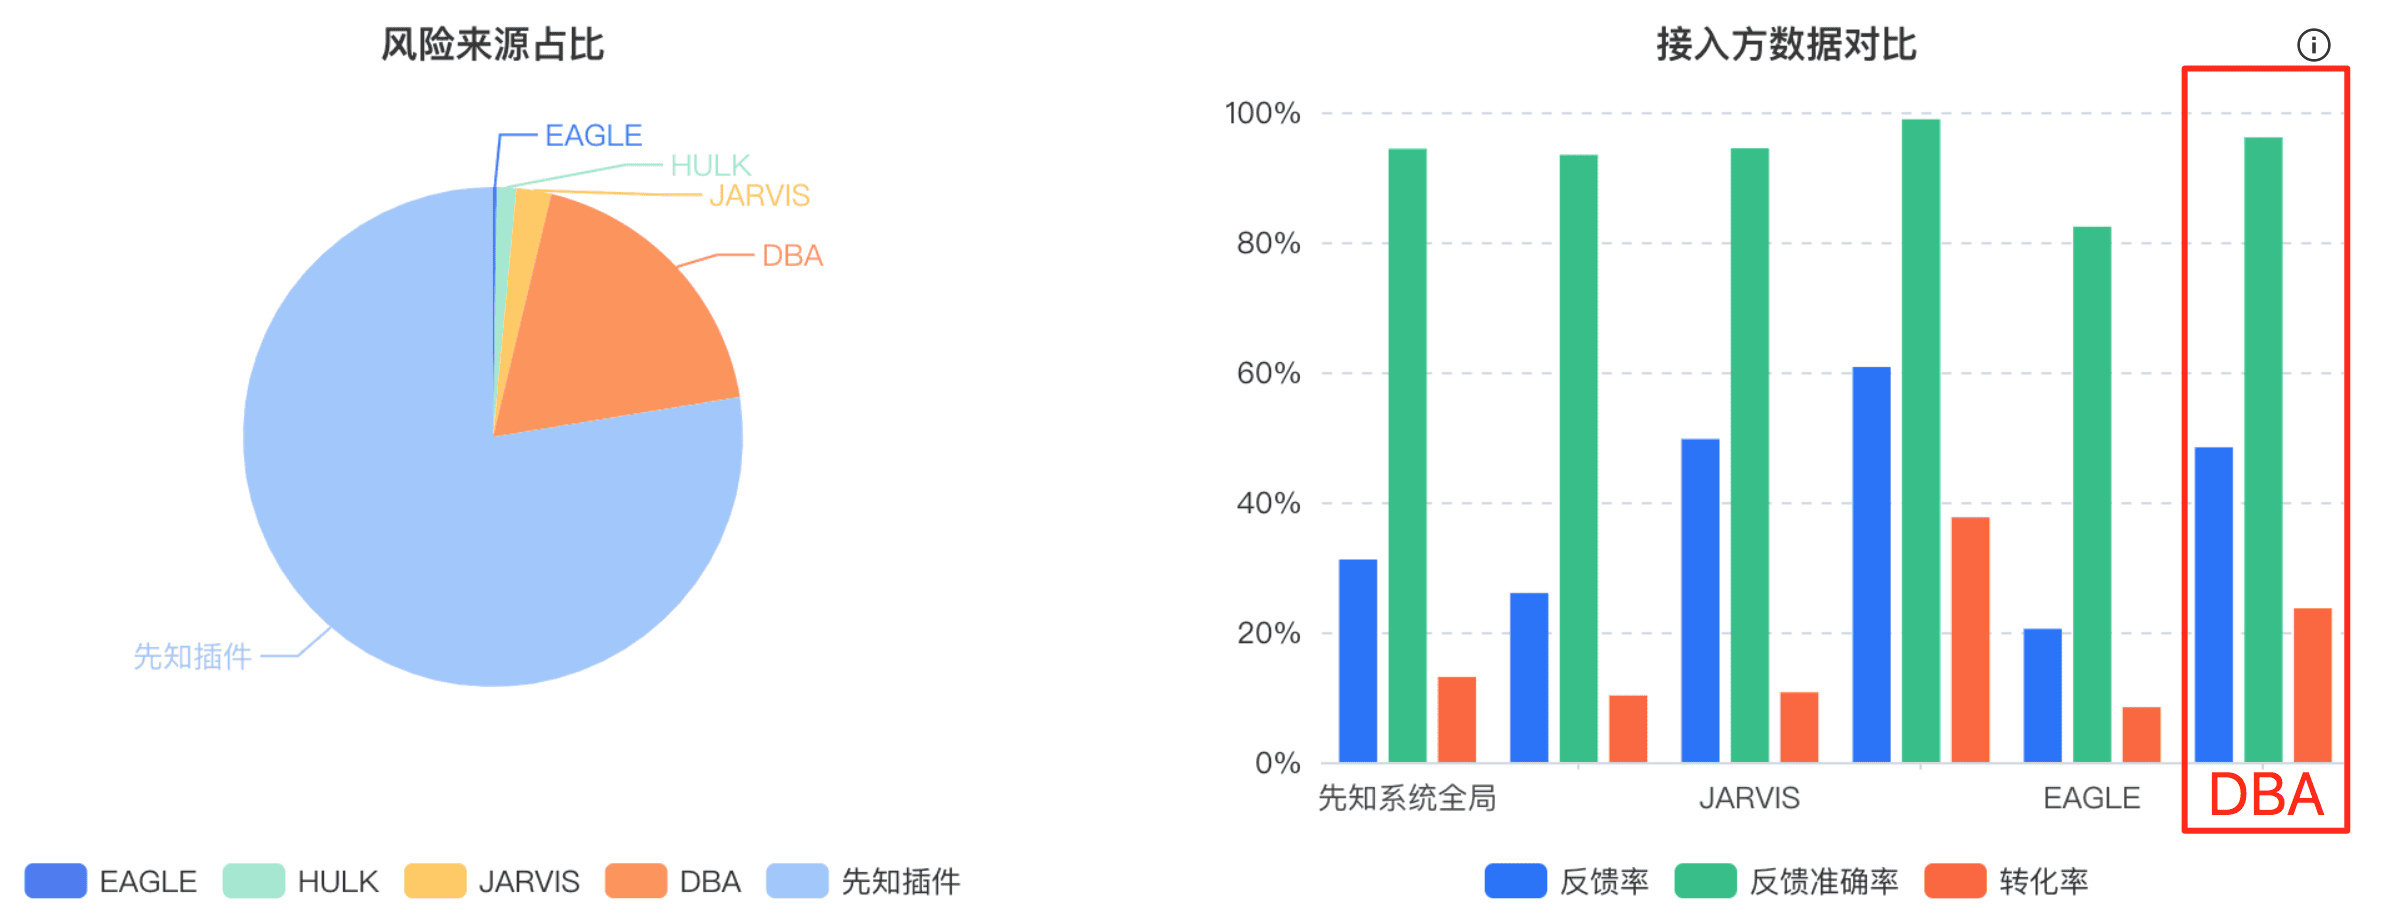 风险来源占比
EAGLE
HULK
JARVIS
DBA
先知插件
EAGLE
HULK
JARVIS
DBA
先知插件
接入方数据对比
100%
80%
60%
40%
20%
0%
先知系统全局
JARVIS
EAGLE
DBA
反馈率
反馈准确率
转化率